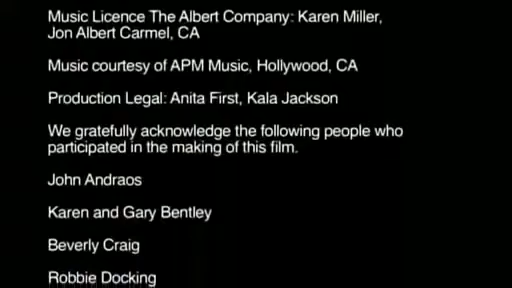 Music Licence The Albert Company: Karen Miller,
Jon Albert Carmel, CA
Music courtesy of APM Music, Hollywood, CA
Production Legal: Anita First, Kala Jackson
We gratefully acknowledge the following people who
participated in the making of this film.
John Andraos
Karen and Gary Bentley
Beverly Craig
Robbie Docking